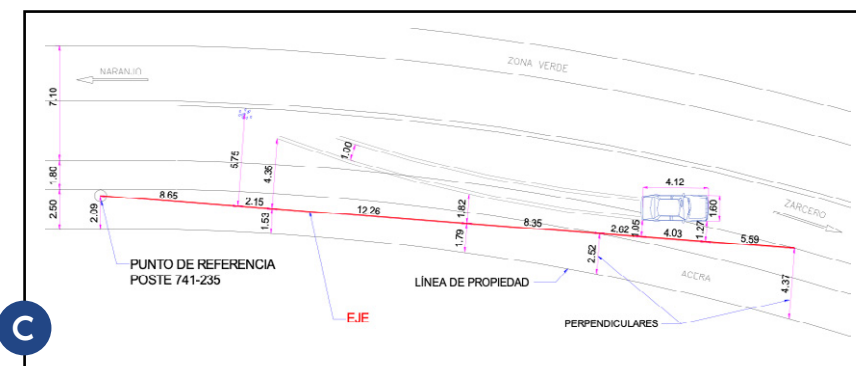 ZONA VERDE
NARANJO
7.10
5.75
4.35
1.00
4.12
1.60
ZARCERO
1.80
8.65
2.15
12.26
1.82
8.35
2.62
1.05
4.03
1.27
5.59
2.50
2.09
1.53
1.79
2.52
ACERA
4.37
PUNTO DE REFERENCIA
POSTE 741-235
LÍNEA DE PROPIEDAD
EJE
PERPENDICULARES
C